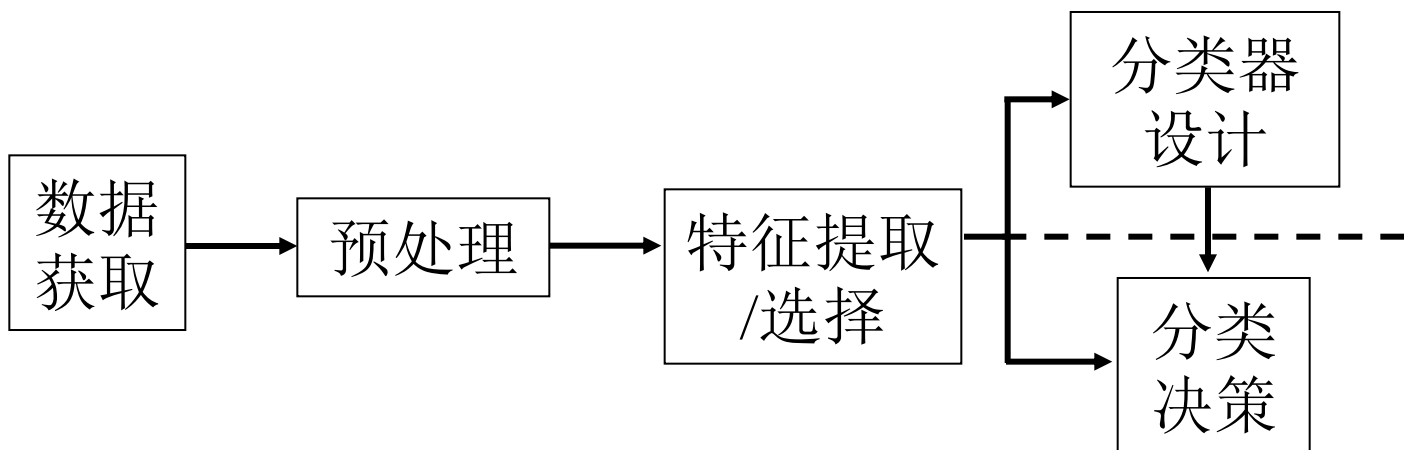 数据
获取
预处理
特征提取
/选择
分类器
设计
分类
决策